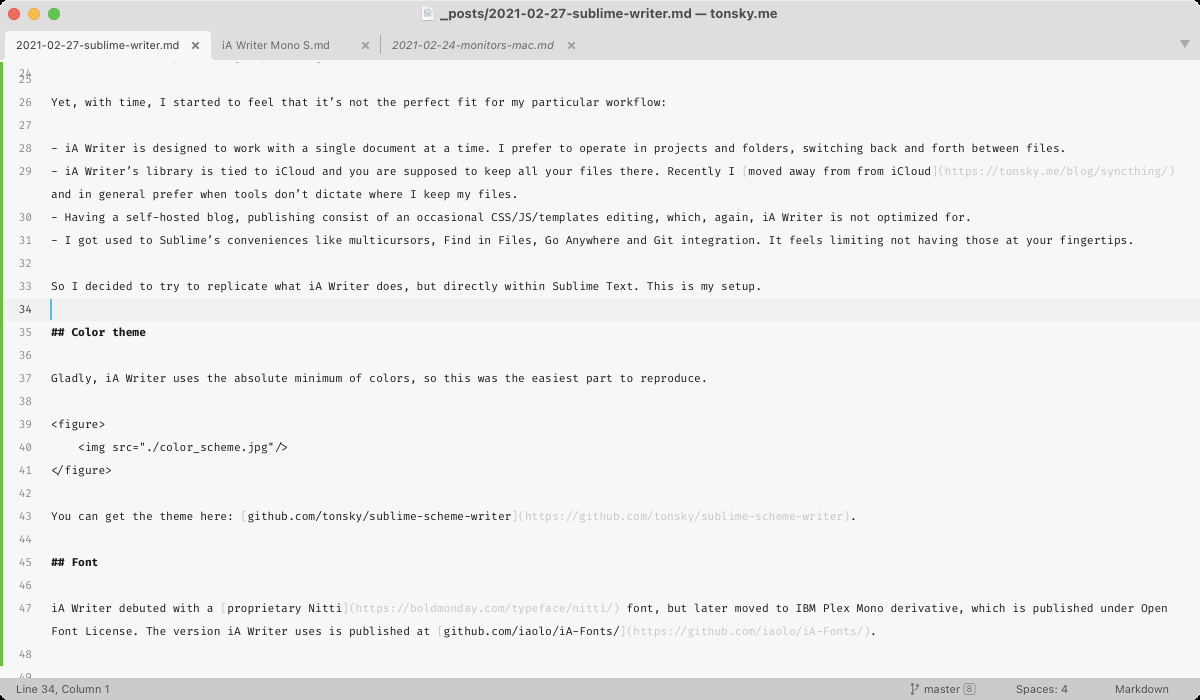 _posts/2021-02-27-sublime-writer.md — tonsky.me
2021-02-27-sublime-writer.md × iA Writer Mono S.md × 2021-02-24-monitors-mac.md ×
24
25
26 Yet, with time, I started to feel that it’s not the perfect fit for my particular workflow:
27
28 - iA Writer is designed to work with a single document at a time. I prefer to operate in projects and folders, switching back and forth between files.
29 - iA Writer’s library is tied to iCloud and you are supposed to keep all your files there. Recently I [moved away from from iCloud](https://tonsky.me/blog/syncthing/)
and in general prefer when tools don’t dictate where I keep my files.
30 - Having a self-hosted blog, publishing consist of an occasional CSS/JS/templates editing, which, again, iA Writer is not optimized for.
31 - I got used to Sublime’s conveniences like multicursors, Find in Files, Go Anywhere and Git integration. It feels limiting not having those at your fingertips.
32
33 So I decided to try to replicate what iA Writer does, but directly within Sublime Text. This is my setup.
34
35 ## Color theme
36
37 Gladly, iA Writer uses the absolute minimum of colors, so this was the easiest part to reproduce.
38
39 <figure>
40 <img src="./color_scheme.jpg"/>
41 </figure>
42
43 You can get the theme here: [github.com/tonsky/sublime-scheme-writer](https://github.com/tonsky/sublime-scheme-writer).
44
45 ## Font
46
47 iA Writer debuted with a [proprietary Nitti](https://boldmonday.com/typeface/nitti/) font, but later moved to IBM Plex Mono derivative, which is published under Open
Font License. The version iA Writer uses is published at [github.com/iaolo/iA-Fonts/](https://github.com/iaolo/iA-Fonts/).
48
49
Line 34, Column 1 master 8 Spaces: 4 Markdown